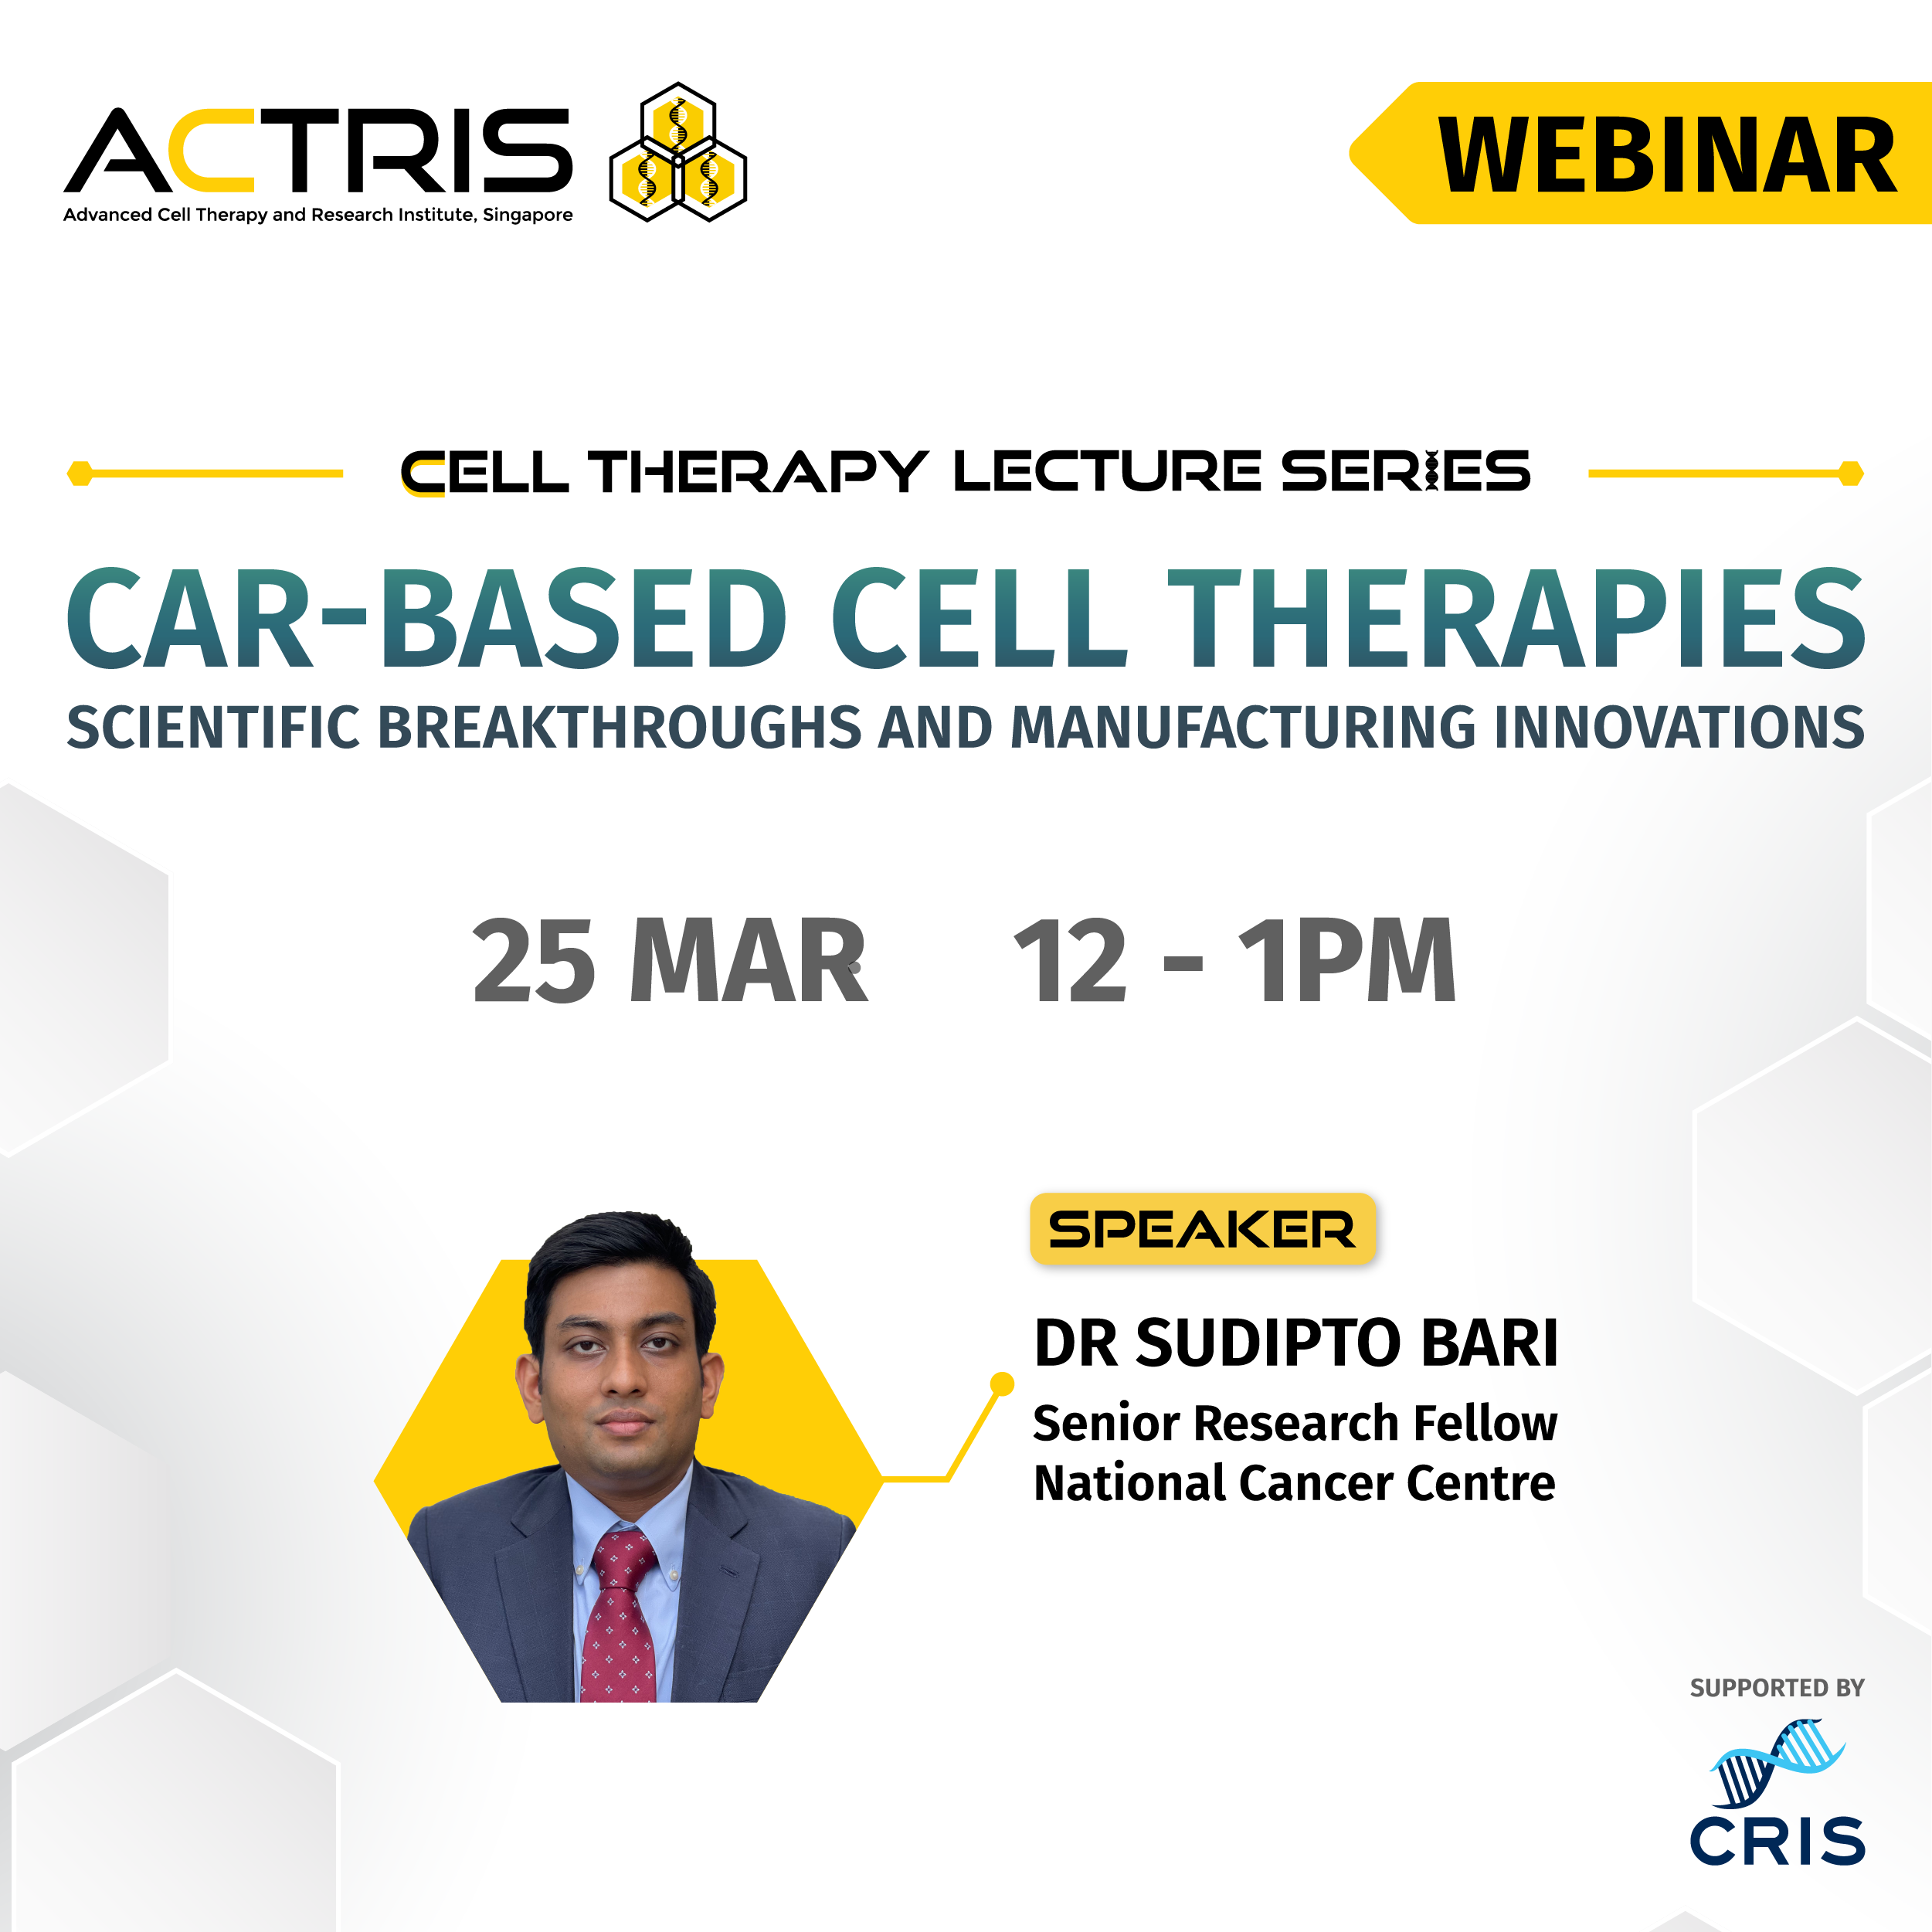 ACTRIS
Advanced Cell Therapy and Research Institute, Singapore
WEBINAR
CELL THERAPY LECTURE SERIES
CAR-BASED CELL THERAPIES
SCIENTIFIC BREAKTHROUGHS AND MANUFACTURING INNOVATIONS
25 MAR 12 - 1PM
SPEAKER
DR SUDIPTO BARI
Senior Research Fellow
National Cancer Centre
SUPPORTED BY
CRIS